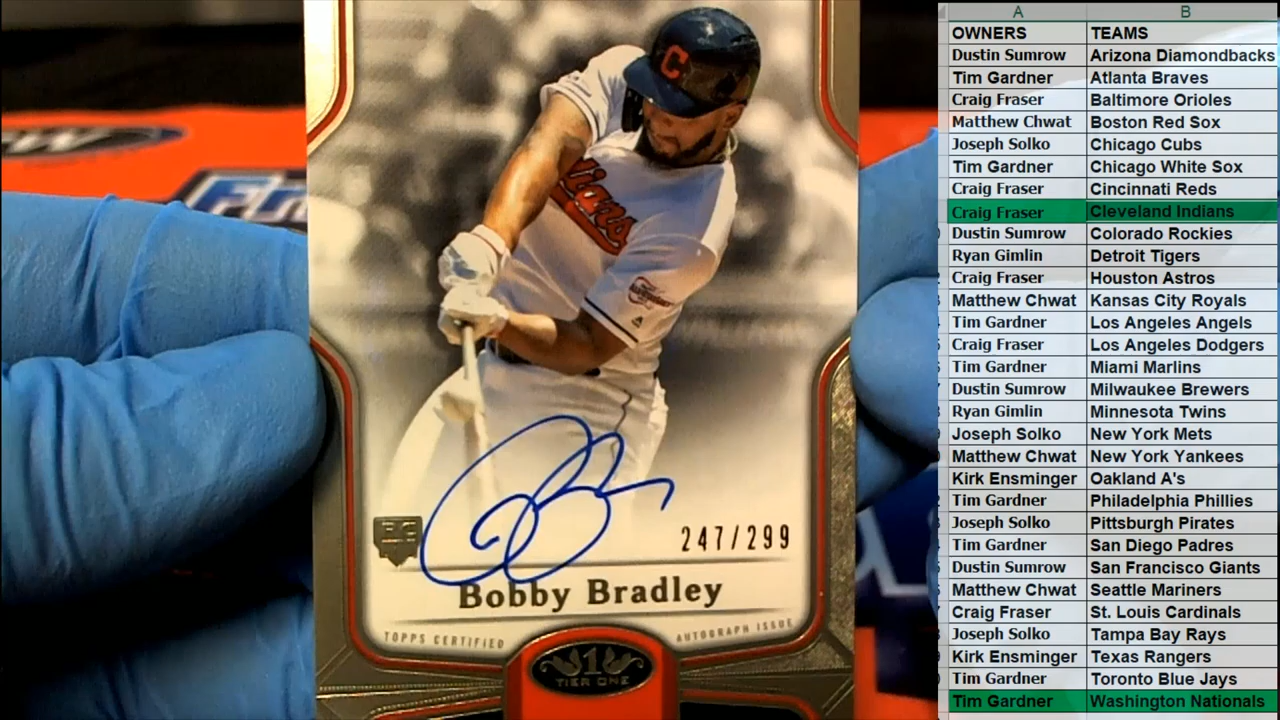 C
Indians
RC
247/299
Bobby Bradley
TOPPS CERTIFIED
AUTOGRAPH ISSUE
1
TIER ONE
A B
OWNERS TEAMS
Dustin Sumrow Arizona Diamondbacks
Tim Gardner Atlanta Braves
Craig Fraser Baltimore Orioles
Matthew Chwat Boston Red Sox
Joseph Solko Chicago Cubs
Tim Gardner Chicago White Sox
Craig Fraser Cincinnati Reds
Craig Fraser Cleveland Indians
Dustin Sumrow Colorado Rockies
Ryan Gimlin Detroit Tigers
Craig Fraser Houston Astros
Matthew Chwat Kansas City Royals
Tim Gardner Los Angeles Angels
Craig Fraser Los Angeles Dodgers
Tim Gardner Miami Marlins
Dustin Sumrow Milwaukee Brewers
Ryan Gimlin Minnesota Twins
Joseph Solko New York Mets
Matthew Chwat New York Yankees
Kirk Ensminger Oakland A's
Tim Gardner Philadelphia Phillies
Joseph Solko Pittsburgh Pirates
Tim Gardner San Diego Padres
Dustin Sumrow San Francisco Giants
Matthew Chwat Seattle Mariners
Craig Fraser St. Louis Cardinals
Joseph Solko Tampa Bay Rays
Kirk Ensminger Texas Rangers
Tim Gardner Toronto Blue Jays
Tim Gardner Washington Nationals